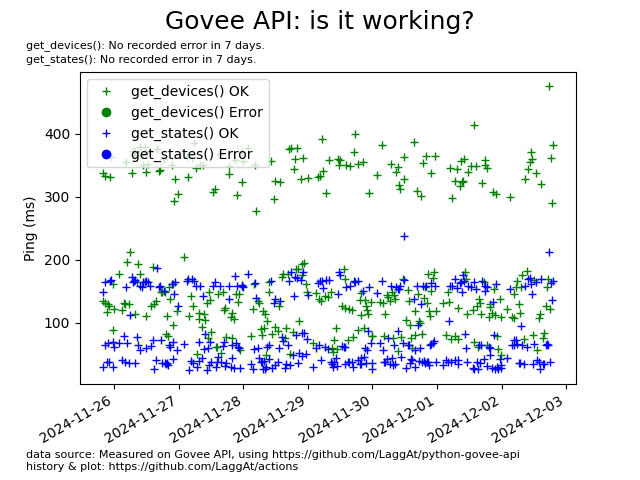 Govee API: is it working?
get_devices(): No recorded error in 7 days.
get_states(): No recorded error in 7 days.
get_devices() OK
get_devices() Error
get_states() OK
get_states() Error
Ping (ms)
400
300
200
100
2024-11-26
2024-11-27
2024-11-28
2024-11-29
2024-11-30
2024-12-01
2024-12-02
2024-12-03
data source: Measured on Govee API, using https://github.com/LaggAt/python-govee-api
history & plot: https://github.com/LaggAt/actions